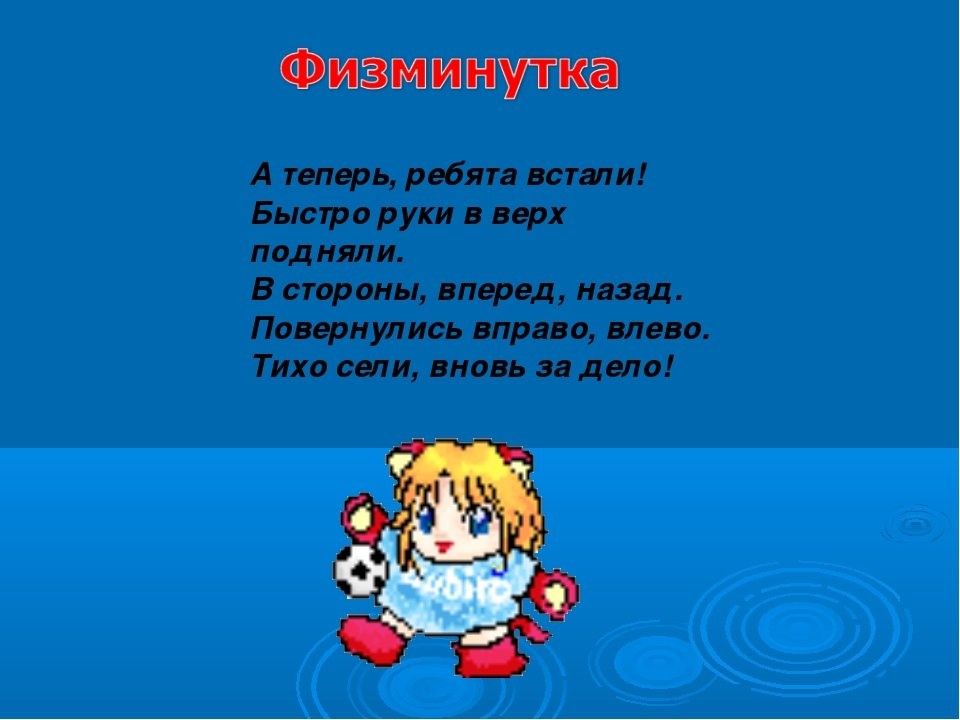 Физминутка
А теперь, ребята встали!
Быстро руки в верх
подняли.
В стороны, вперед, назад.
Повернулись вправо, влево.
Тихо сели, вновь за дело!